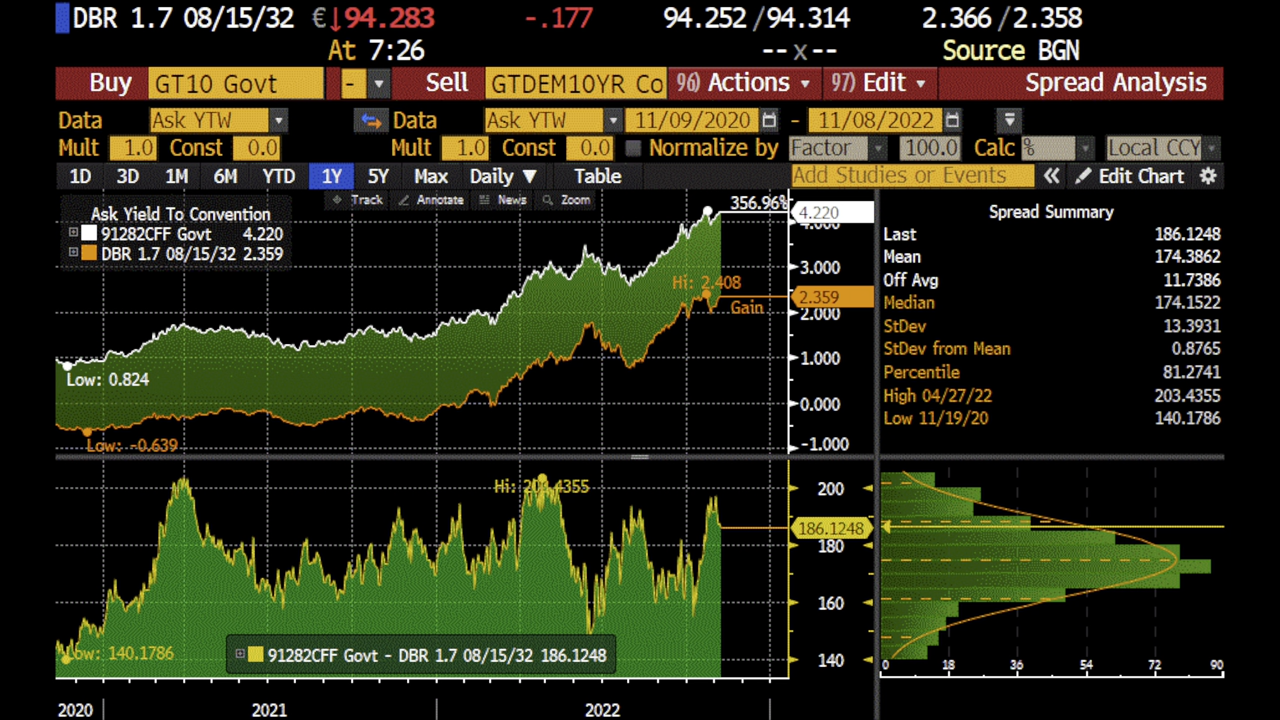 DBR 1.7 08/15/32 €↓94.283 -.177 94.252/94.314 2.366/2.358
At 7:26 --x-- Source BGN
Buy GT10 Govt - Sell GTDEM10YR Co 96) Actions 97) Edit Spread Analysis
Data Ask YTW Data Ask YTW 11/09/2020 - 11/08/2022
Mult 1.0 Const 0.0 Mult 1.0 Const 0.0 Normalize by Factor 100.0 Calc % Local CCY
1D 3D 1M 6M YTD 1Y 5Y Max Daily ▼ Table Add Studies or Events « Edit Chart
Track Annotate News Zoom
Ask Yield To Convention
91282CFF Govt 4.220
DBR 1.7 08/15/32 2.359
356.96%
4.220
4.000
3.000
Hi: 2.408
2.359
Gain
2.000
1.000
Low: 0.824
0.000
Low: -0.639
-1.000
Spread Summary
Last 186.1248
Mean 174.3862
Off Avg 11.7386
Median 174.1522
StDev 13.3931
StDev from Mean 0.8765
Percentile 81.2741
High 04/27/22 203.4355
Low 11/19/20 140.1786
Hi: 203.4355
200
186.1248
180
160
Low: 140.1786
140
91282CFF Govt - DBR 1.7 08/15/32 186.1248
0 18 36 54 72 90
2020 2021 2022